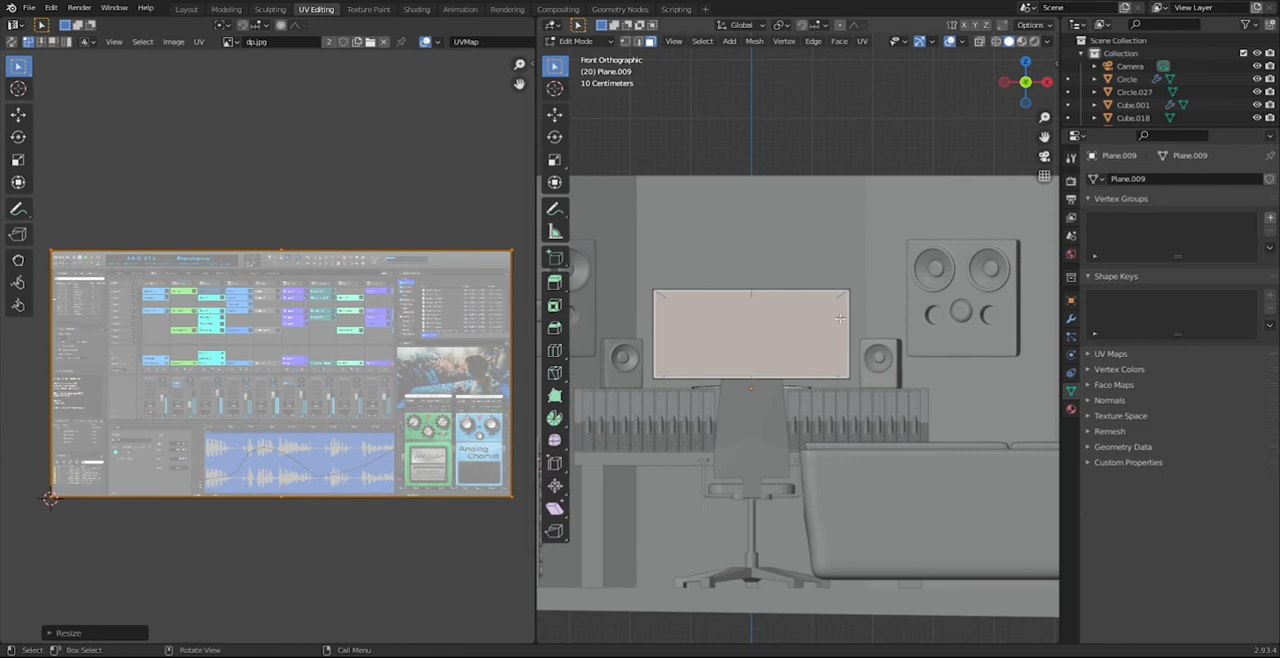 File Edit Render Window Help Layout Modeling Sculpting UV Editing Texture Paint Shading Animation Rendering Compositing Geometry Nodes Scripting + Scene View Layer
View Select Image UV dp.jpg 2 UVMap
Global X Y Z Options
Edit Mode View Select Add Mesh Vertex Edge Face UV
Scene Collection
Collection
Camera
Circle
Circle.027
Cube.001
Cube.018
Front Orthographic
(20) Plane.009
10 Centimeters
Z
Y
X
Plane.009 Plane.009
Plane.009
Vertex Groups
Shape Keys
UV Maps
Vertex Colors
Face Maps
Normals
Texture Space
Remesh
Geometry Data
Custom Properties
Analog
Chorus
Resize
Select Box Select Rotate View Call Menu 2.93.4